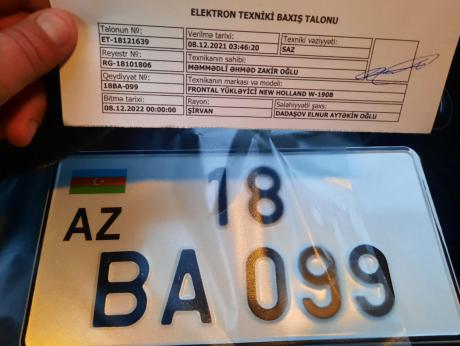 ELEKTRON TEXNİKİ BAXIŞ TALONU
Talonun №: Verilmə tarixi: Texniki vəziyyəti:
ET-18121639 08.12.2021 03:46:20 SAZ
Reyestr №: Texnikanın sahibi:
RG-18101806 MƏMMƏDLİ ƏHMƏD ZAKİR OĞLU
Qeydiyyat №: Texnikanın markası və modeli:
18BA-099 FRONTAL YÜKLƏYİCİ NEW HOLLAND W-190B
Bitmə tarixi: Rayon: Səlahiyyətli şəxs:
08.12.2022 00:00:00 ŞİRVAN DADAŞOV ELNUR AYTƏKİN OĞLU
18
AZ
BA 099